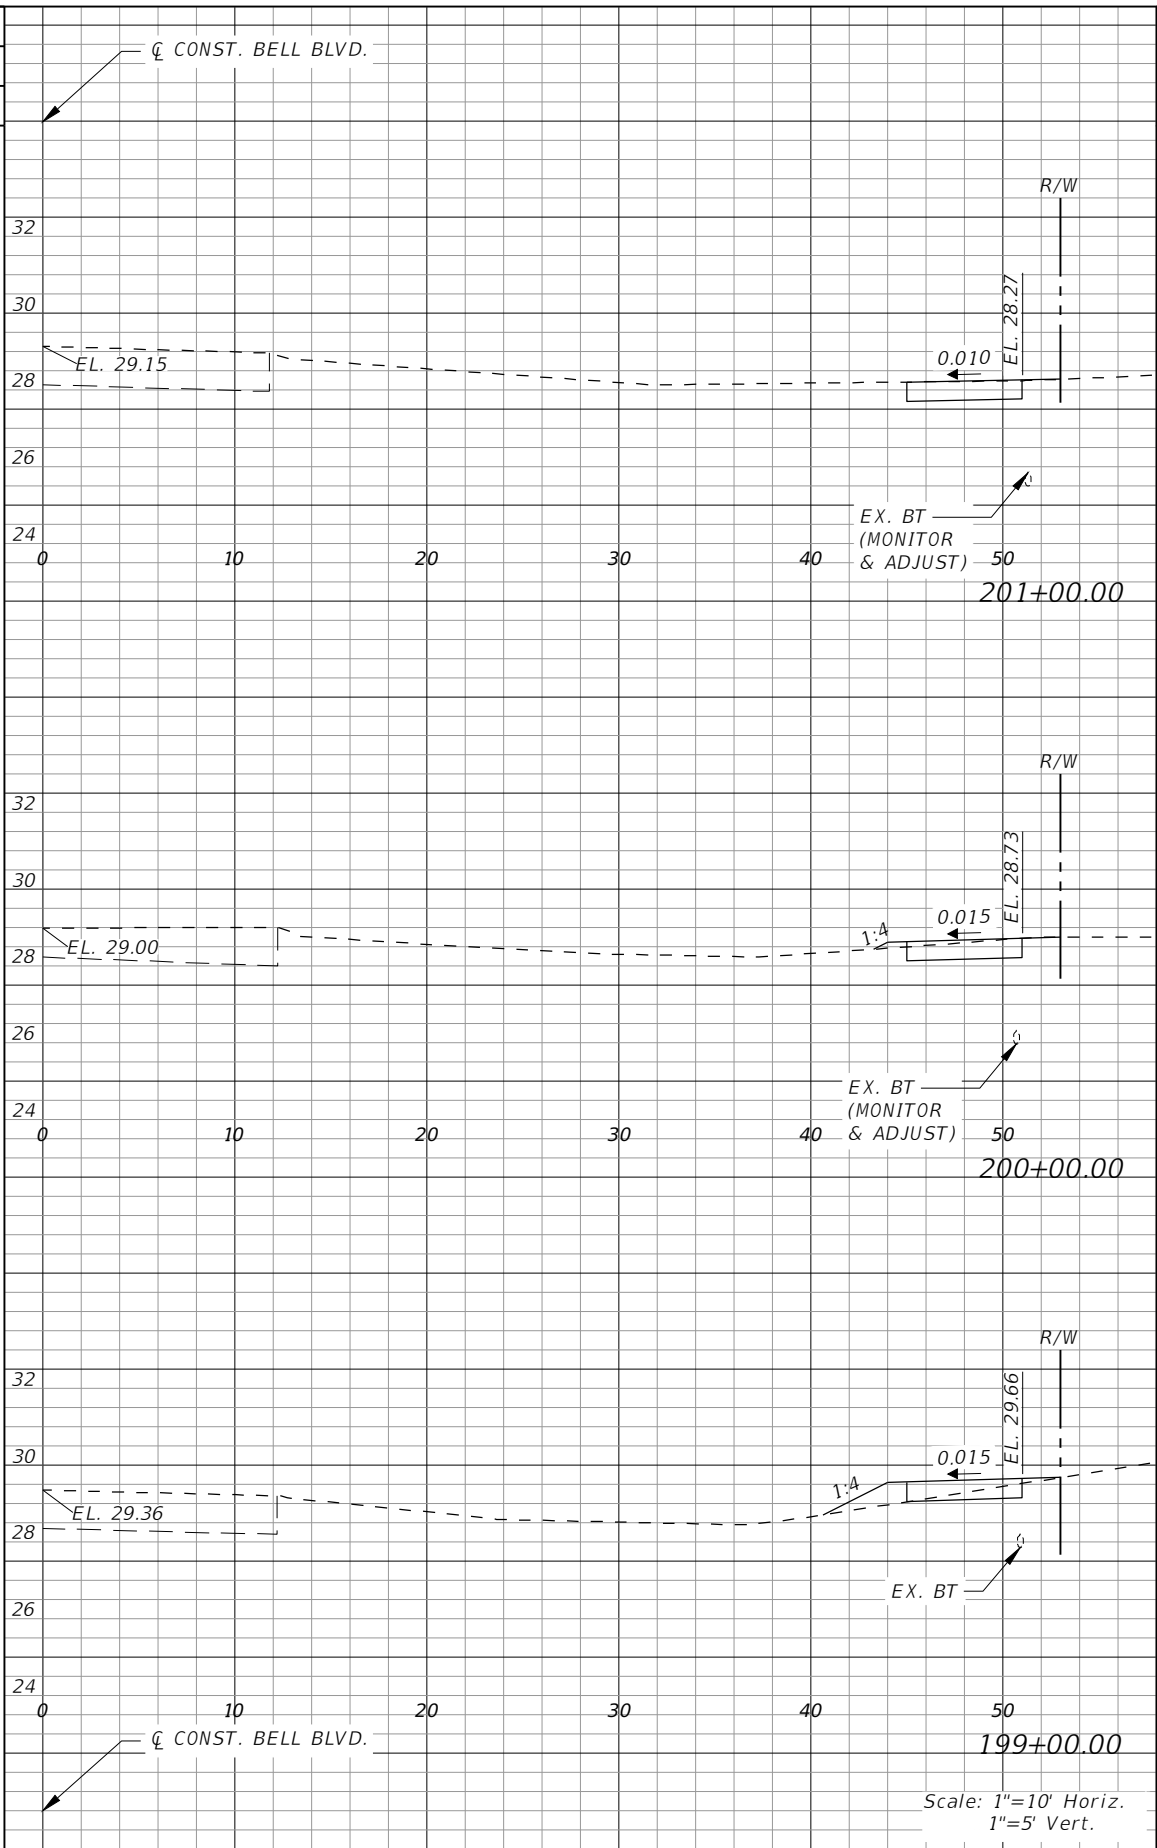 ℄ CONST. BELL BLVD.
R/W
32
30
EL. 28.27
0.010
EL. 29.15
28
26
EX. BT
(MONITOR
& ADJUST)
24
0 10 20 30 40 50
201+00.00
R/W
32
30
EL. 28.73
0.015
1:4
EL. 29.00
28
26
EX. BT
(MONITOR
& ADJUST)
24
0 10 20 30 40 50
200+00.00
R/W
32
30
EL. 29.66
0.015
1:4
EL. 29.36
28
EX. BT
26
24
0 10 20 30 40 50
℄ CONST. BELL BLVD.
199+00.00
Scale: 1"=10' Horiz.
1"=5' Vert.